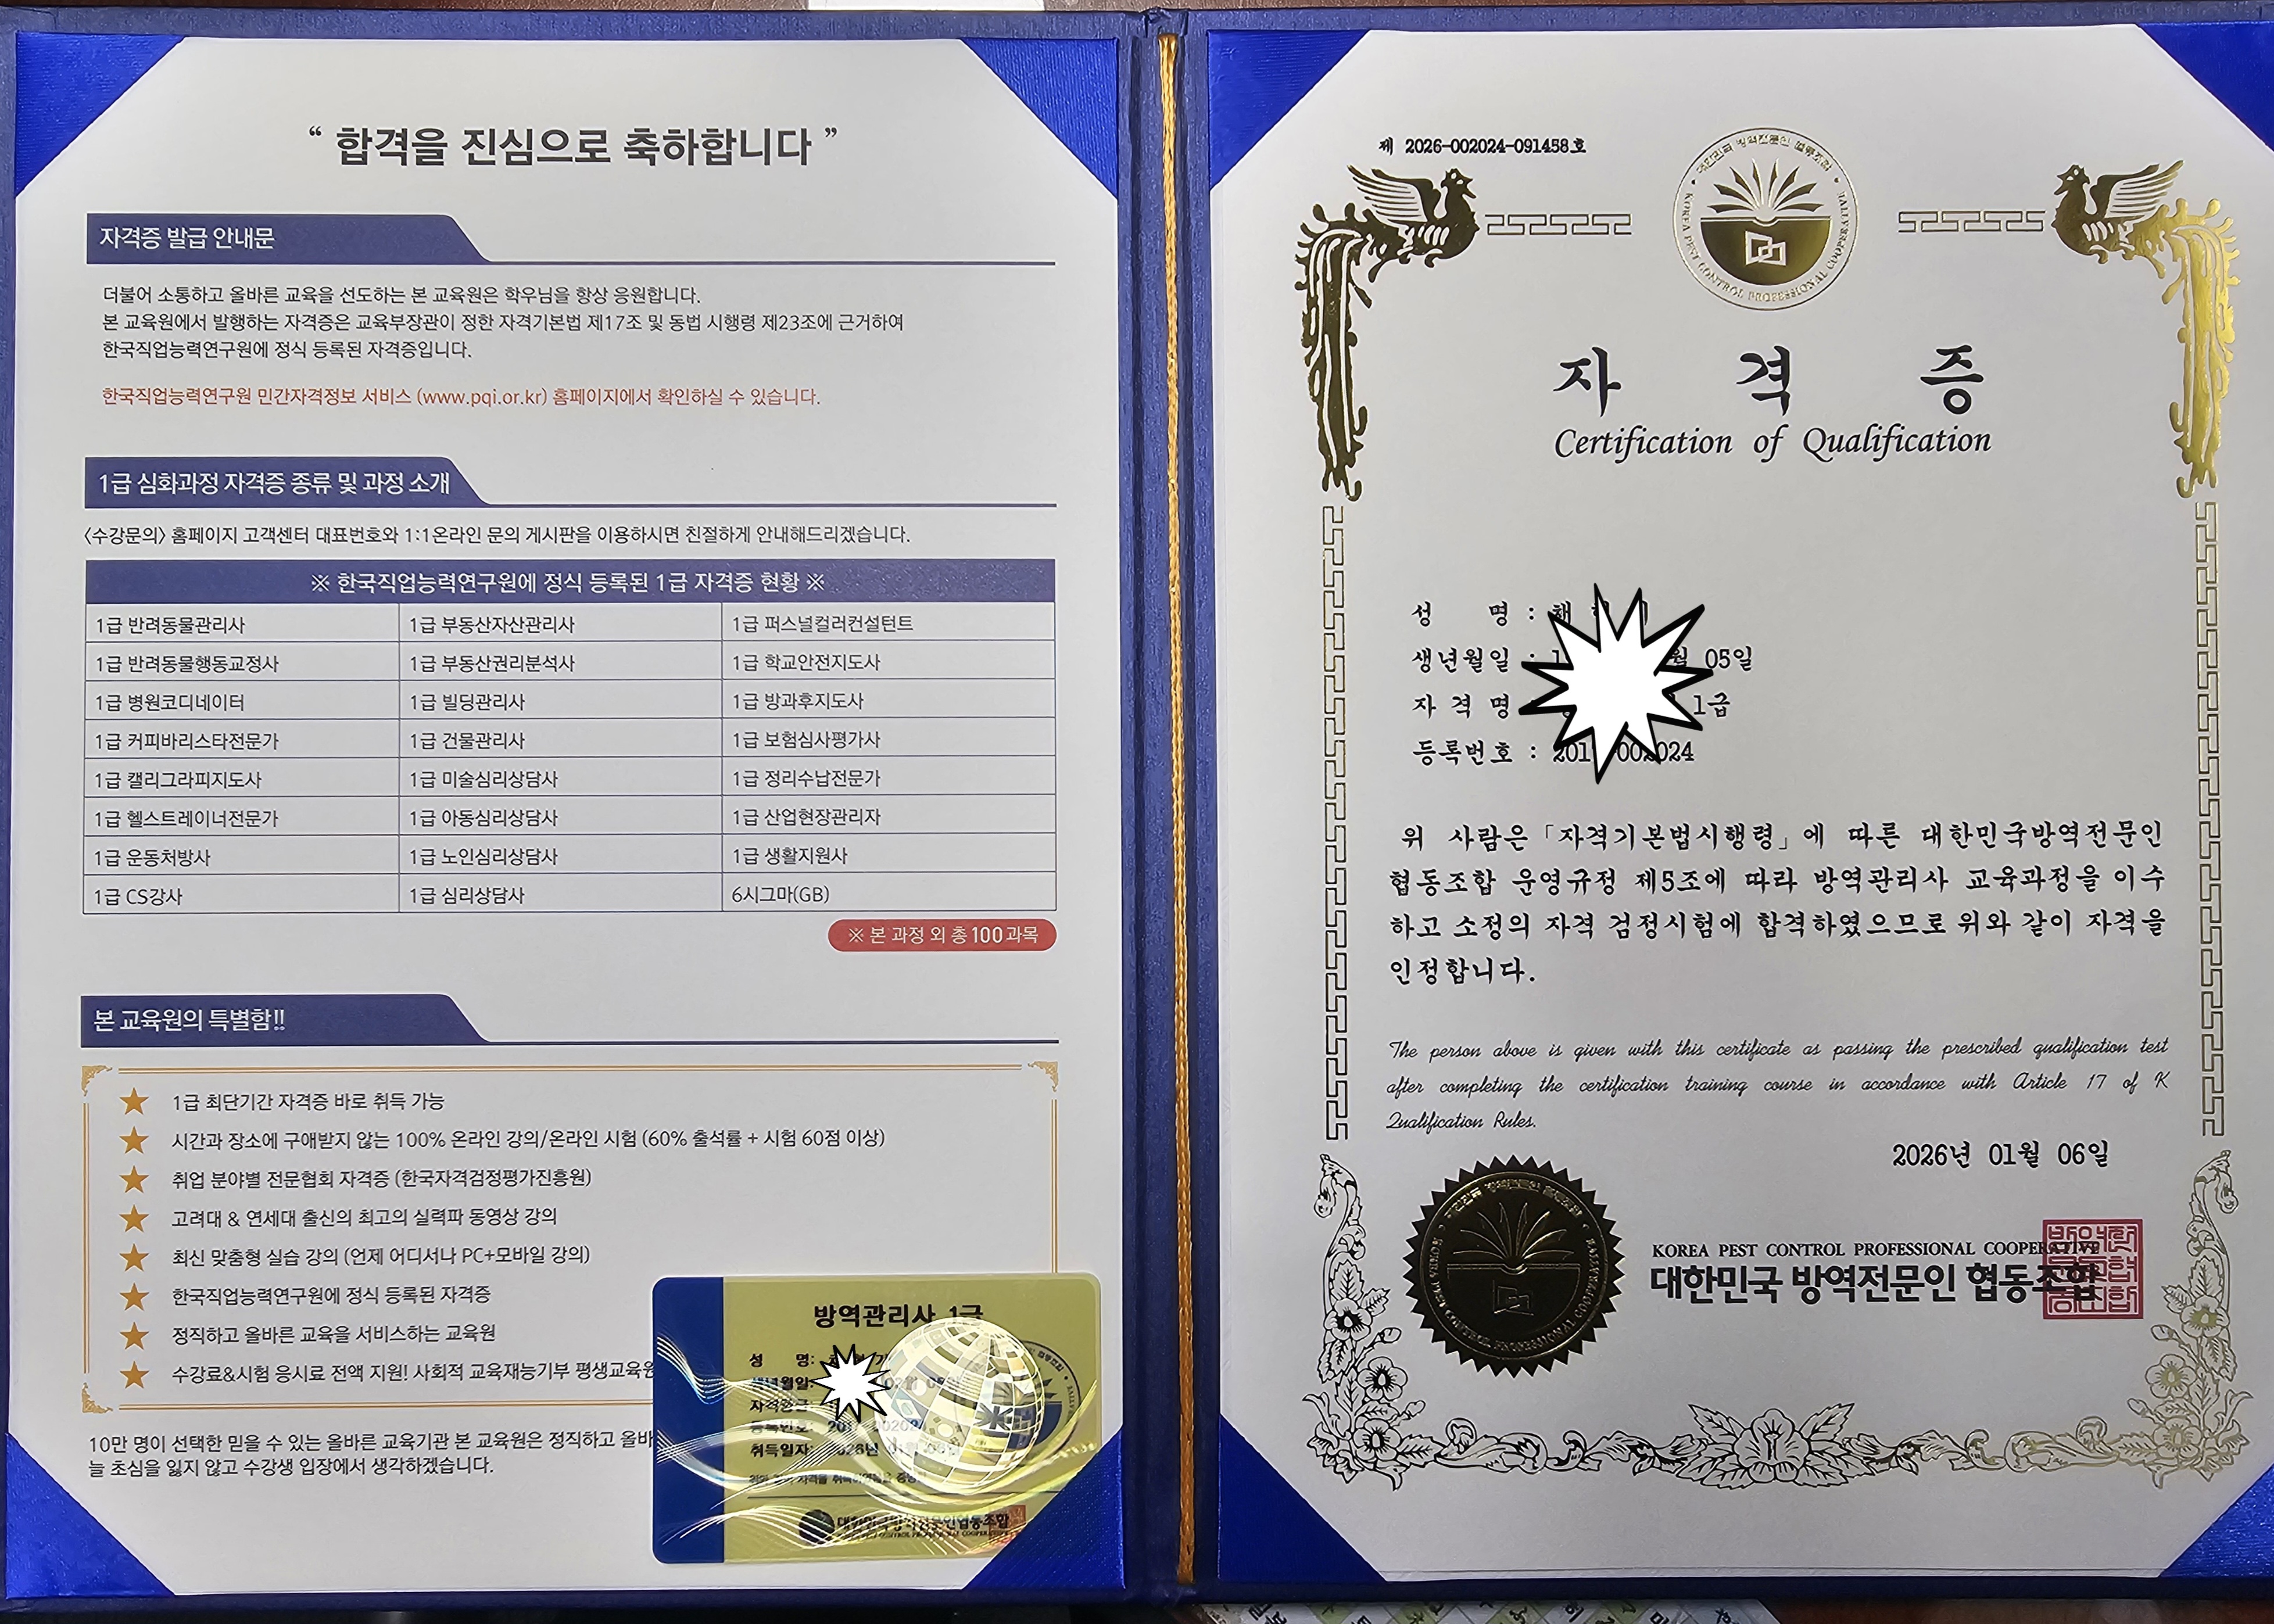 “ 합격을 진심으로 축하합니다 ”
자격증 발급 안내문
더불어 소통하고 올바른 교육을 선도하는 본 교육원은 학우님을 항상 응원합니다.
본 교육원에서 발행하는 자격증은 교육부장관이 정한 자격기본법 제17조 및 동법 시행령 제23조에 근거하여
한국직업능력연구원에 정식 등록된 자격증입니다.
한국직업능력연구원 민간자격정보 서비스 (www.pqi.or.kr) 홈페이지에서 확인하실 수 있습니다.
1급 심화과정 자격증 종류 및 과정 소개
<수강문의> 홈페이지 고객센터 대표번호와 1:1온라인 문의 게시판을 이용하시면 친절하게 안내해드리겠습니다.
※ 한국직업능력연구원에 정식 등록된 1급 자격증 현황 ※
1급 반려동물관리사 1급 부동산자산관리사 1급 퍼스널컬러컨설턴트
1급 반려동물행동교정사 1급 부동산권리분석사 1급 학교안전지도사
1급 병원코디네이터 1급 빌딩관리사 1급 방과후지도사
1급 커피바리스타전문가 1급 건물관리사 1급 보험심사평가사
1급 캘리그라피지도사 1급 미술심리상담사 1급 정리수납전문가
1급 헬스트레이너전문가 1급 아동심리상담사 1급 산업현장관리자
1급 운동처방사 1급 노인심리상담사 1급 생활지원사
1급 CS강사 1급 심리상담사 6시그마(GB)
※ 본 과정 외 총 100과목
본 교육원의 특별함!!
★ 1급 최단기간 자격증 바로 취득 가능
★ 시간과 장소에 구애받지 않는 100% 온라인 강의/온라인 시험 (60% 출석률 + 시험 60점 이상)
★ 취업 분야별 전문협회 자격증 (한국자격검정평가진흥원)
★ 고려대 & 연세대 출신의 최고의 실력파 동영상 강의
★ 최신 맞춤형 실습 강의 (언제 어디서나 PC+모바일 강의)
★ 한국직업능력연구원에 정식 등록된 자격증
★ 정직하고 올바른 교육을 서비스하는 교육원
★ 수강료&시험 응시료 전액 지원! 사회적 교육재능기부 평생교육원
10만 명이 선택한 믿을 수 있는 올바른 교육기관 본 교육원은 정직하고 올바
늘 초심을 잃지 않고 수강생 입장에서 생각하겠습니다.
방역관리사 1급
성 명:
생년월일:
취득일자:
대한민국방역전문인협동조합
제 2026-002024-091458호
대한민국 방역전문인 협동조합
KOREA PEST CONTROL PROFESSIONAL COOPERATIVE
자 격 증
Certification of Qualification
성 명 : 채
생년월일 : 월 05일
자 격 명 1급
등록번호 : 201 002024
위 사람은 「자격기본법시행령」에 따른 대한민국방역전문인
협동조합 운영규정 제5조에 따라 방역관리사 교육과정을 이수
하고 소정의 자격 검정시험에 합격하였으므로 위와 같이 자격을
인정합니다.
The person above is given with this certificate as passing the prescribed qualification test
after completing the certification training course in accordance with Article 17 of K
Qualification Rules.
2026년 01월 06일
KOREA PEST CONTROL PROFESSIONAL COOPERATIVE
대한민국 방역전문인 협동조합